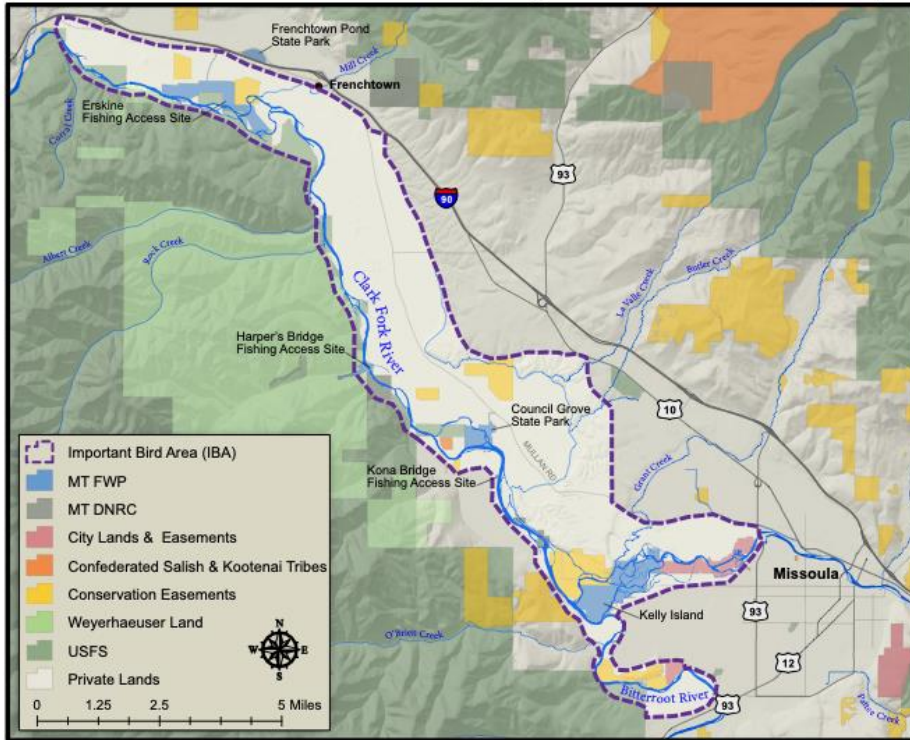 Frenchtown Pond
State Park
Mill Creek
Frenchtown
Erskine
Fishing Access Site
Corral Creek
93
90
Albert Creek
Rock Creek
La Valle Creek
Butler Creek
Clark Fork River
Harper's Bridge
Fishing Access Site
10
Council Grove
State Park
MULLAN RD
Grant Creek
Kona Bridge
Fishing Access Site
Missoula
Kelly Island
93
O'Brien Creek
12
Bitterroot River
93
Pattee Creek
Important Bird Area (IBA)
MT FWP
MT DNRC
City Lands & Easements
Confederated Salish & Kootenai Tribes
Conservation Easements
Weyerhaeuser Land
USFS
Private Lands
N
W E
S
0 1.25 2.5 5 Miles